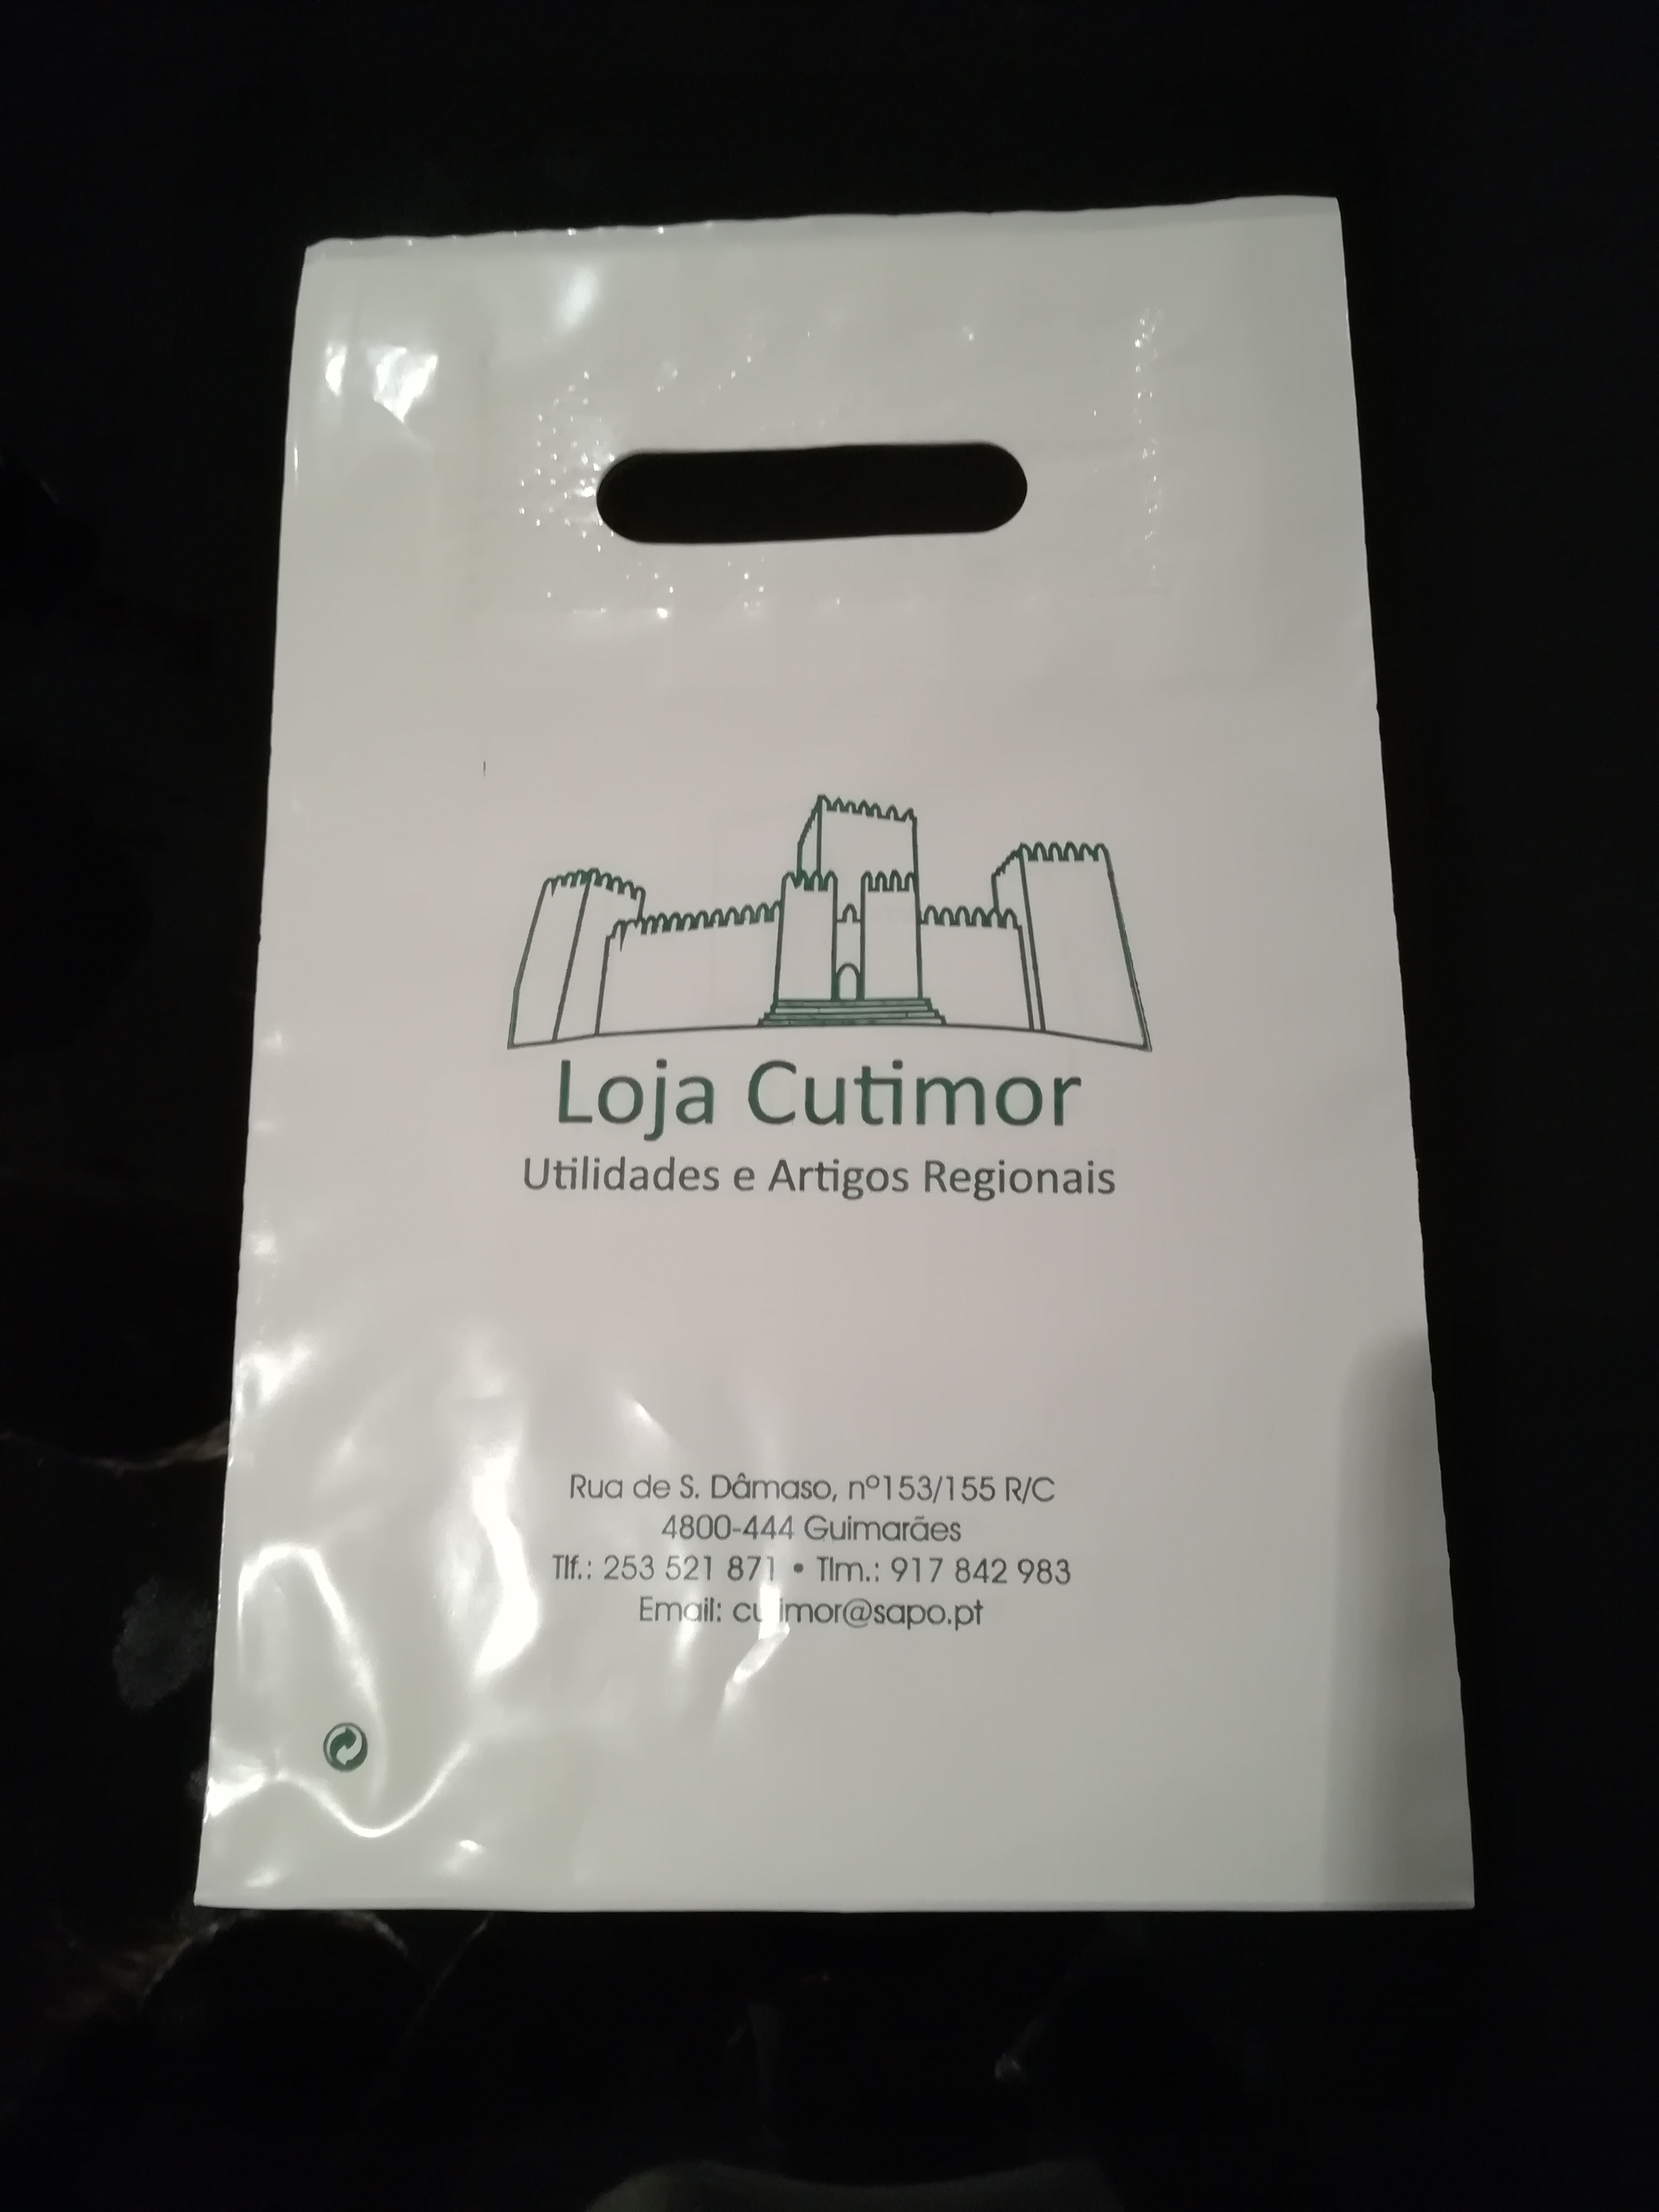 Loja Cutimor
Utilidades e Artigos Regionais
Rua de S. Dâmaso, nº153/155 R/C
4800-444 Guimarães
Tlf.: 253 521 871 • Tlm.: 917 842 983
Email: cutimor@sapo.pt